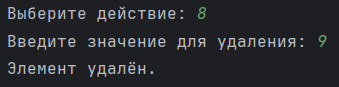 Выберите действие: 8
Введите значение для удаления: 9
Элемент удалён.